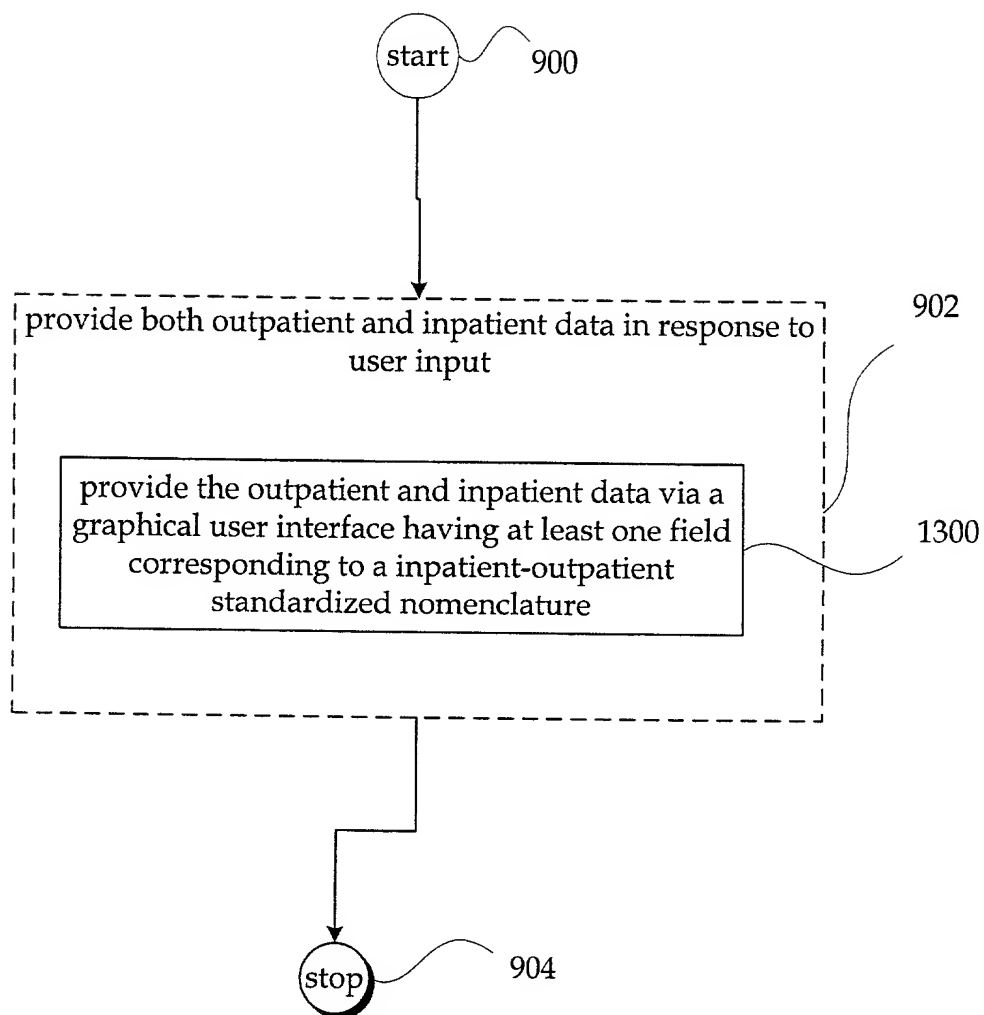 start
900
provide both outpatient and inpatient data in response to
user input
902
provide the outpatient and inpatient data via a
graphical user interface having at least one field
corresponding to a inpatient-outpatient
standardized nomenclature
1300
stop
904